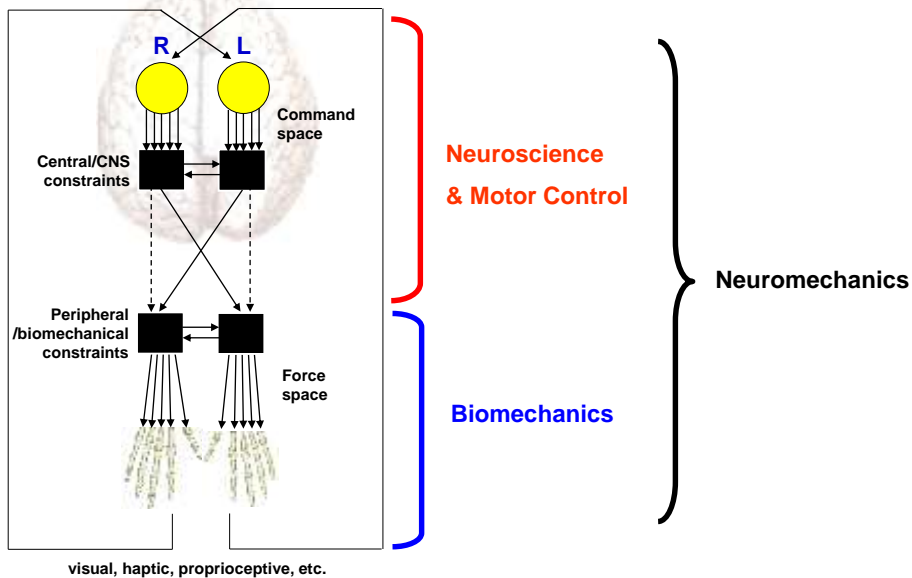 R L
Command
space
Central/CNS
constraints
Neuroscience
& Motor Control
Neuromechanics
Peripheral
/biomechanical
constraints
Force
space
Biomechanics
visual, haptic, proprioceptive, etc.